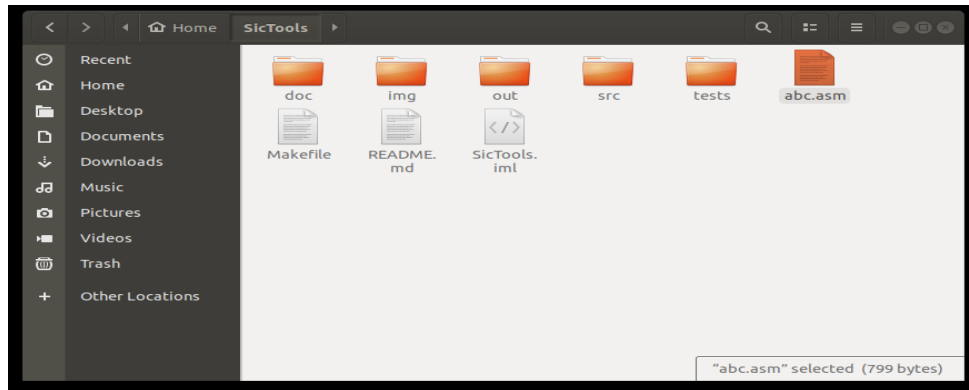 Home SicTools
Recent
Home
Desktop
Documents
Downloads
Music
Pictures
Videos
Trash
Other Locations
doc img out src tests abc.asm
Makefile README.md SicTools.iml
"abc.asm" selected (799 bytes)